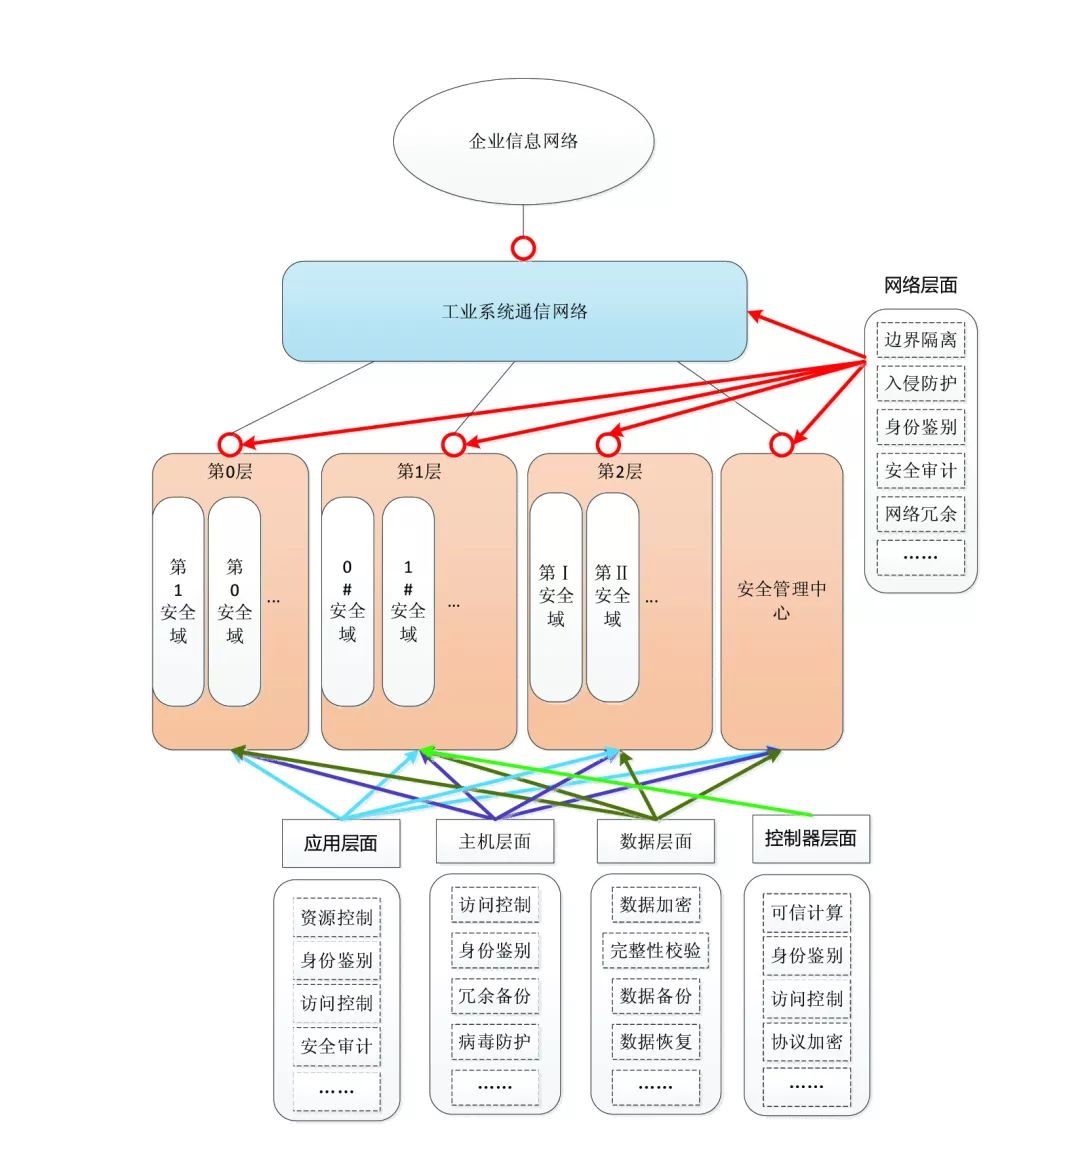 企业信息网络
工业系统通信网络
网络层面
边界隔离
入侵防护
身份鉴别
安全审计
网络冗余
……
第0层
第
1
安全
域
第
0
安全
域
...
第1层
0
#
安全
域
1
#
安全
域
...
第2层
第Ⅰ
安全
域
第Ⅱ
安全
域
...
安全管理中
心
应用层面
资源控制
身份鉴别
访问控制
安全审计
……
主机层面
访问控制
身份鉴别
冗余备份
病毒防护
……
数据层面
数据加密
完整性校验
数据备份
数据恢复
……
控制器层面
可信计算
身份鉴别
访问控制
协议加密
……